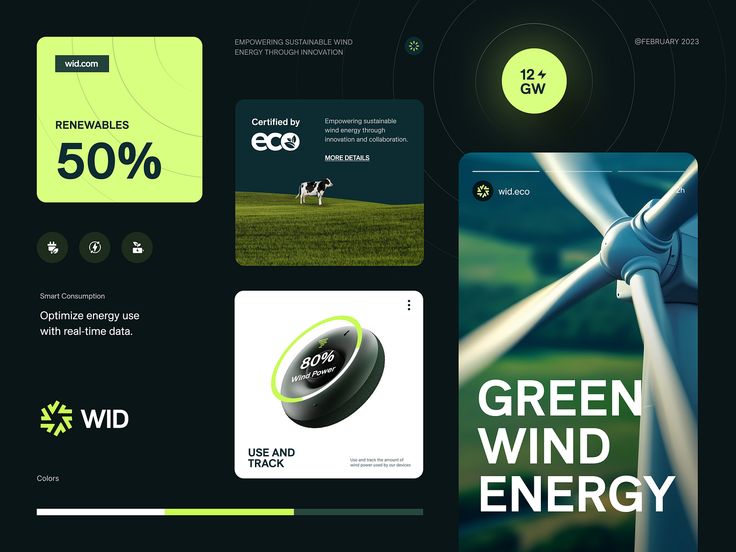 wid.com
RENEWABLES
50%
EMPOWERING SUSTAINABLE WIND
ENERGY THROUGH INNOVATION
@FEBRUARY 2023
12
GW
Certified by
eco
Empowering sustainable
wind energy through
innovation and collaboration.
MORE DETAILS
wid.eco
2h
GREEN
WIND
ENERGY
Smart Consumption
Optimize energy use
with real-time data.
80%
Wind Power
USE AND
TRACK
Use and track the amount of
wind power used by our devices
WID
Colors